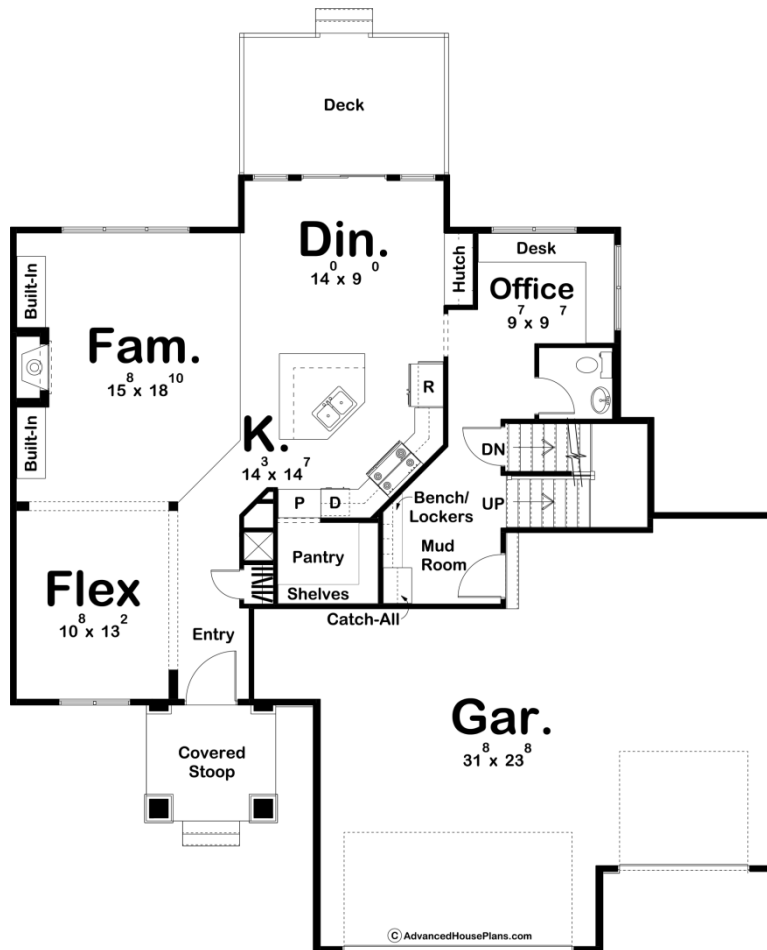 Deck
Din.
14⁰ x 9⁰
Hutch
Desk
Office
9⁷ x 9⁷
Built-In
Fam.
15⁸ x 18¹⁰
R
K.
14³ x 14⁷
DN
Built-In
P D
Bench/
Lockers
UP
Mud
Room
Pantry
Shelves
Catch-All
Flex
10⁸ x 13²
Entry
Gar.
31⁸ x 23⁸
Covered
Stoop
© AdvancedHousePlans.com